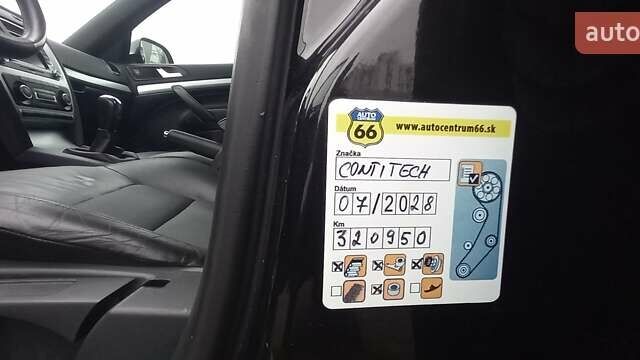 auto
AUTO
66
www.autocentrum66.sk
Značka
CONTITECH
Dátum
07/2028
Km
320950